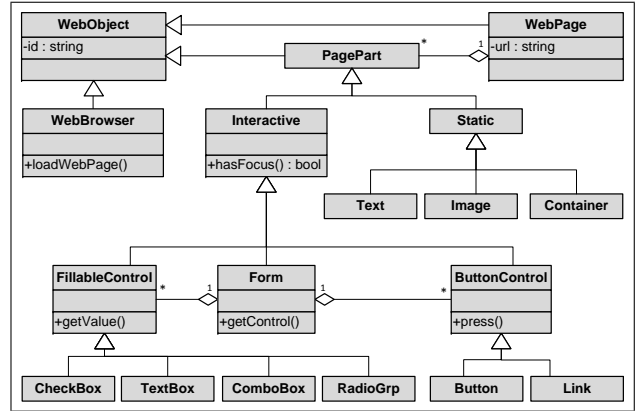 WebObject
-id : string
WebPage
-url : string
PagePart
*
1
WebBrowser
+loadWebPage()
Interactive
+hasFocus() : bool
Static
Text
Image
Container
FillableControl
+getValue()
*
1
Form
+getControl()
1
*
ButtonControl
+press()
CheckBox
TextBox
ComboBox
RadioGrp
Button
Link